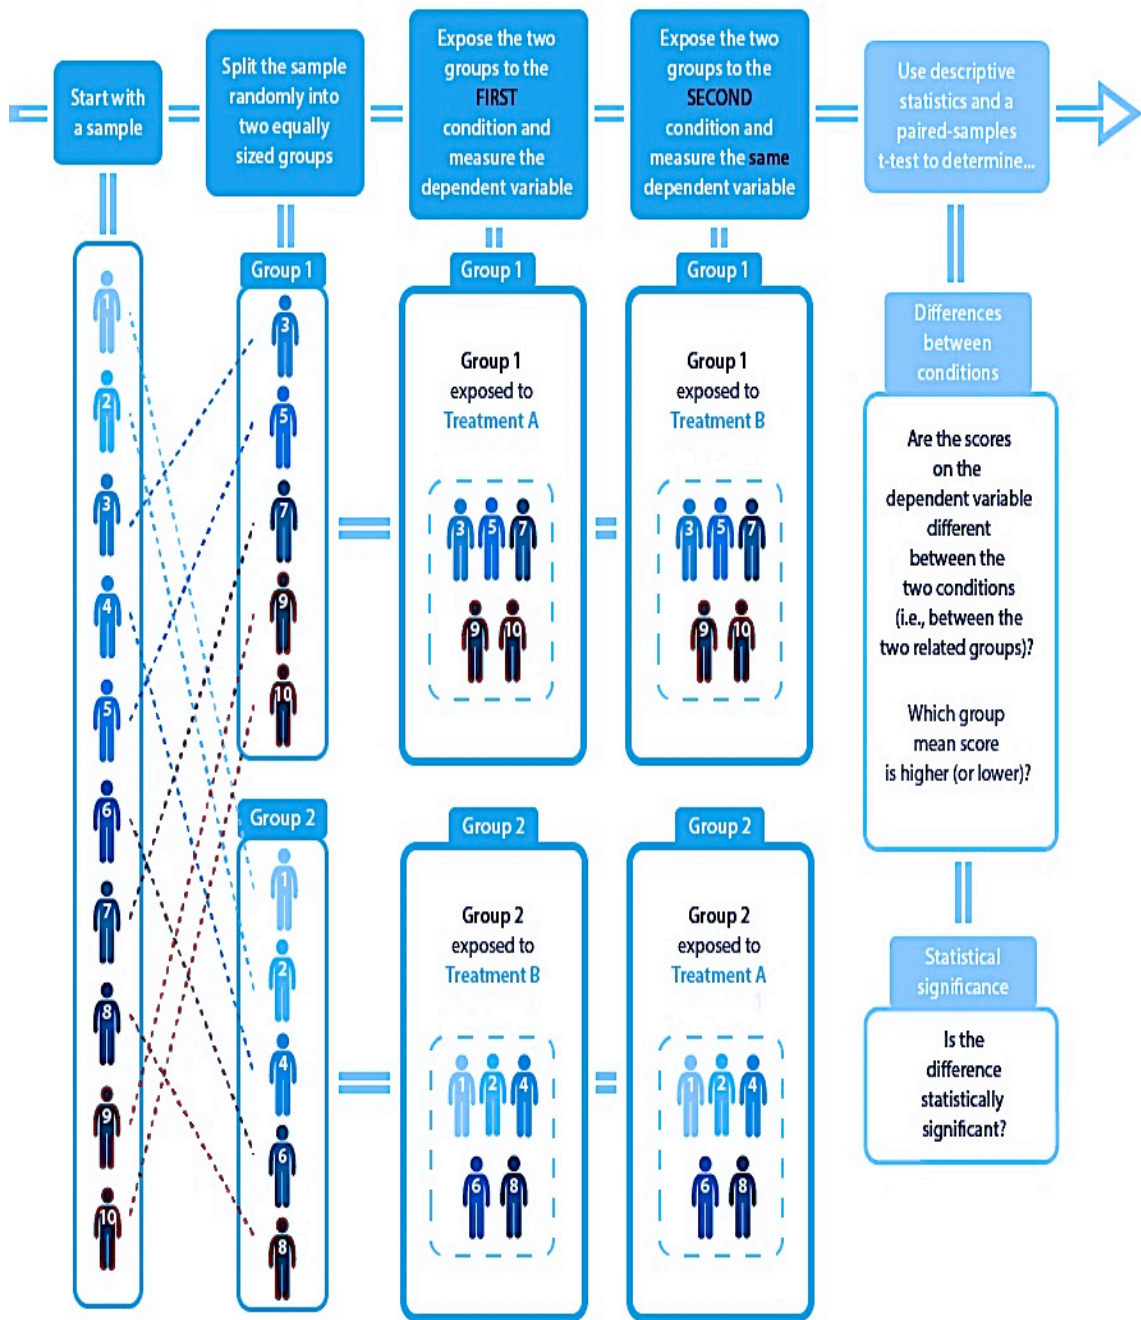 Start with
a sample
Split the sample
randomly into
two equally
sized groups
Expose the two
groups to the
FIRST
condition and
measure the
dependent variable
Expose the two
groups to the
SECOND
condition and
measure the same
dependent variable
Use descriptive
statistics and a
paired-samples
t-test to determine...
1
2
3
4
5
6
7
8
9
10
Group 1
3
5
7
9
10
Group 2
1
2
4
6
8
Group 1
Group 1
exposed to
Treatment A
3 5 7
9 10
Group 2
Group 2
exposed to
Treatment B
1 2 4
6 8
Group 1
Group 1
exposed to
Treatment B
3 5 7
9 10
Group 2
Group 2
exposed to
Treatment A
1 2 4
6 8
Differences
between
conditions
Are the scores
on the
dependent variable
different
between the
two conditions
(i.e., between the
two related groups)?
Which group
mean score
is higher (or lower)?
Statistical
significance
Is the
difference
statistically
significant?